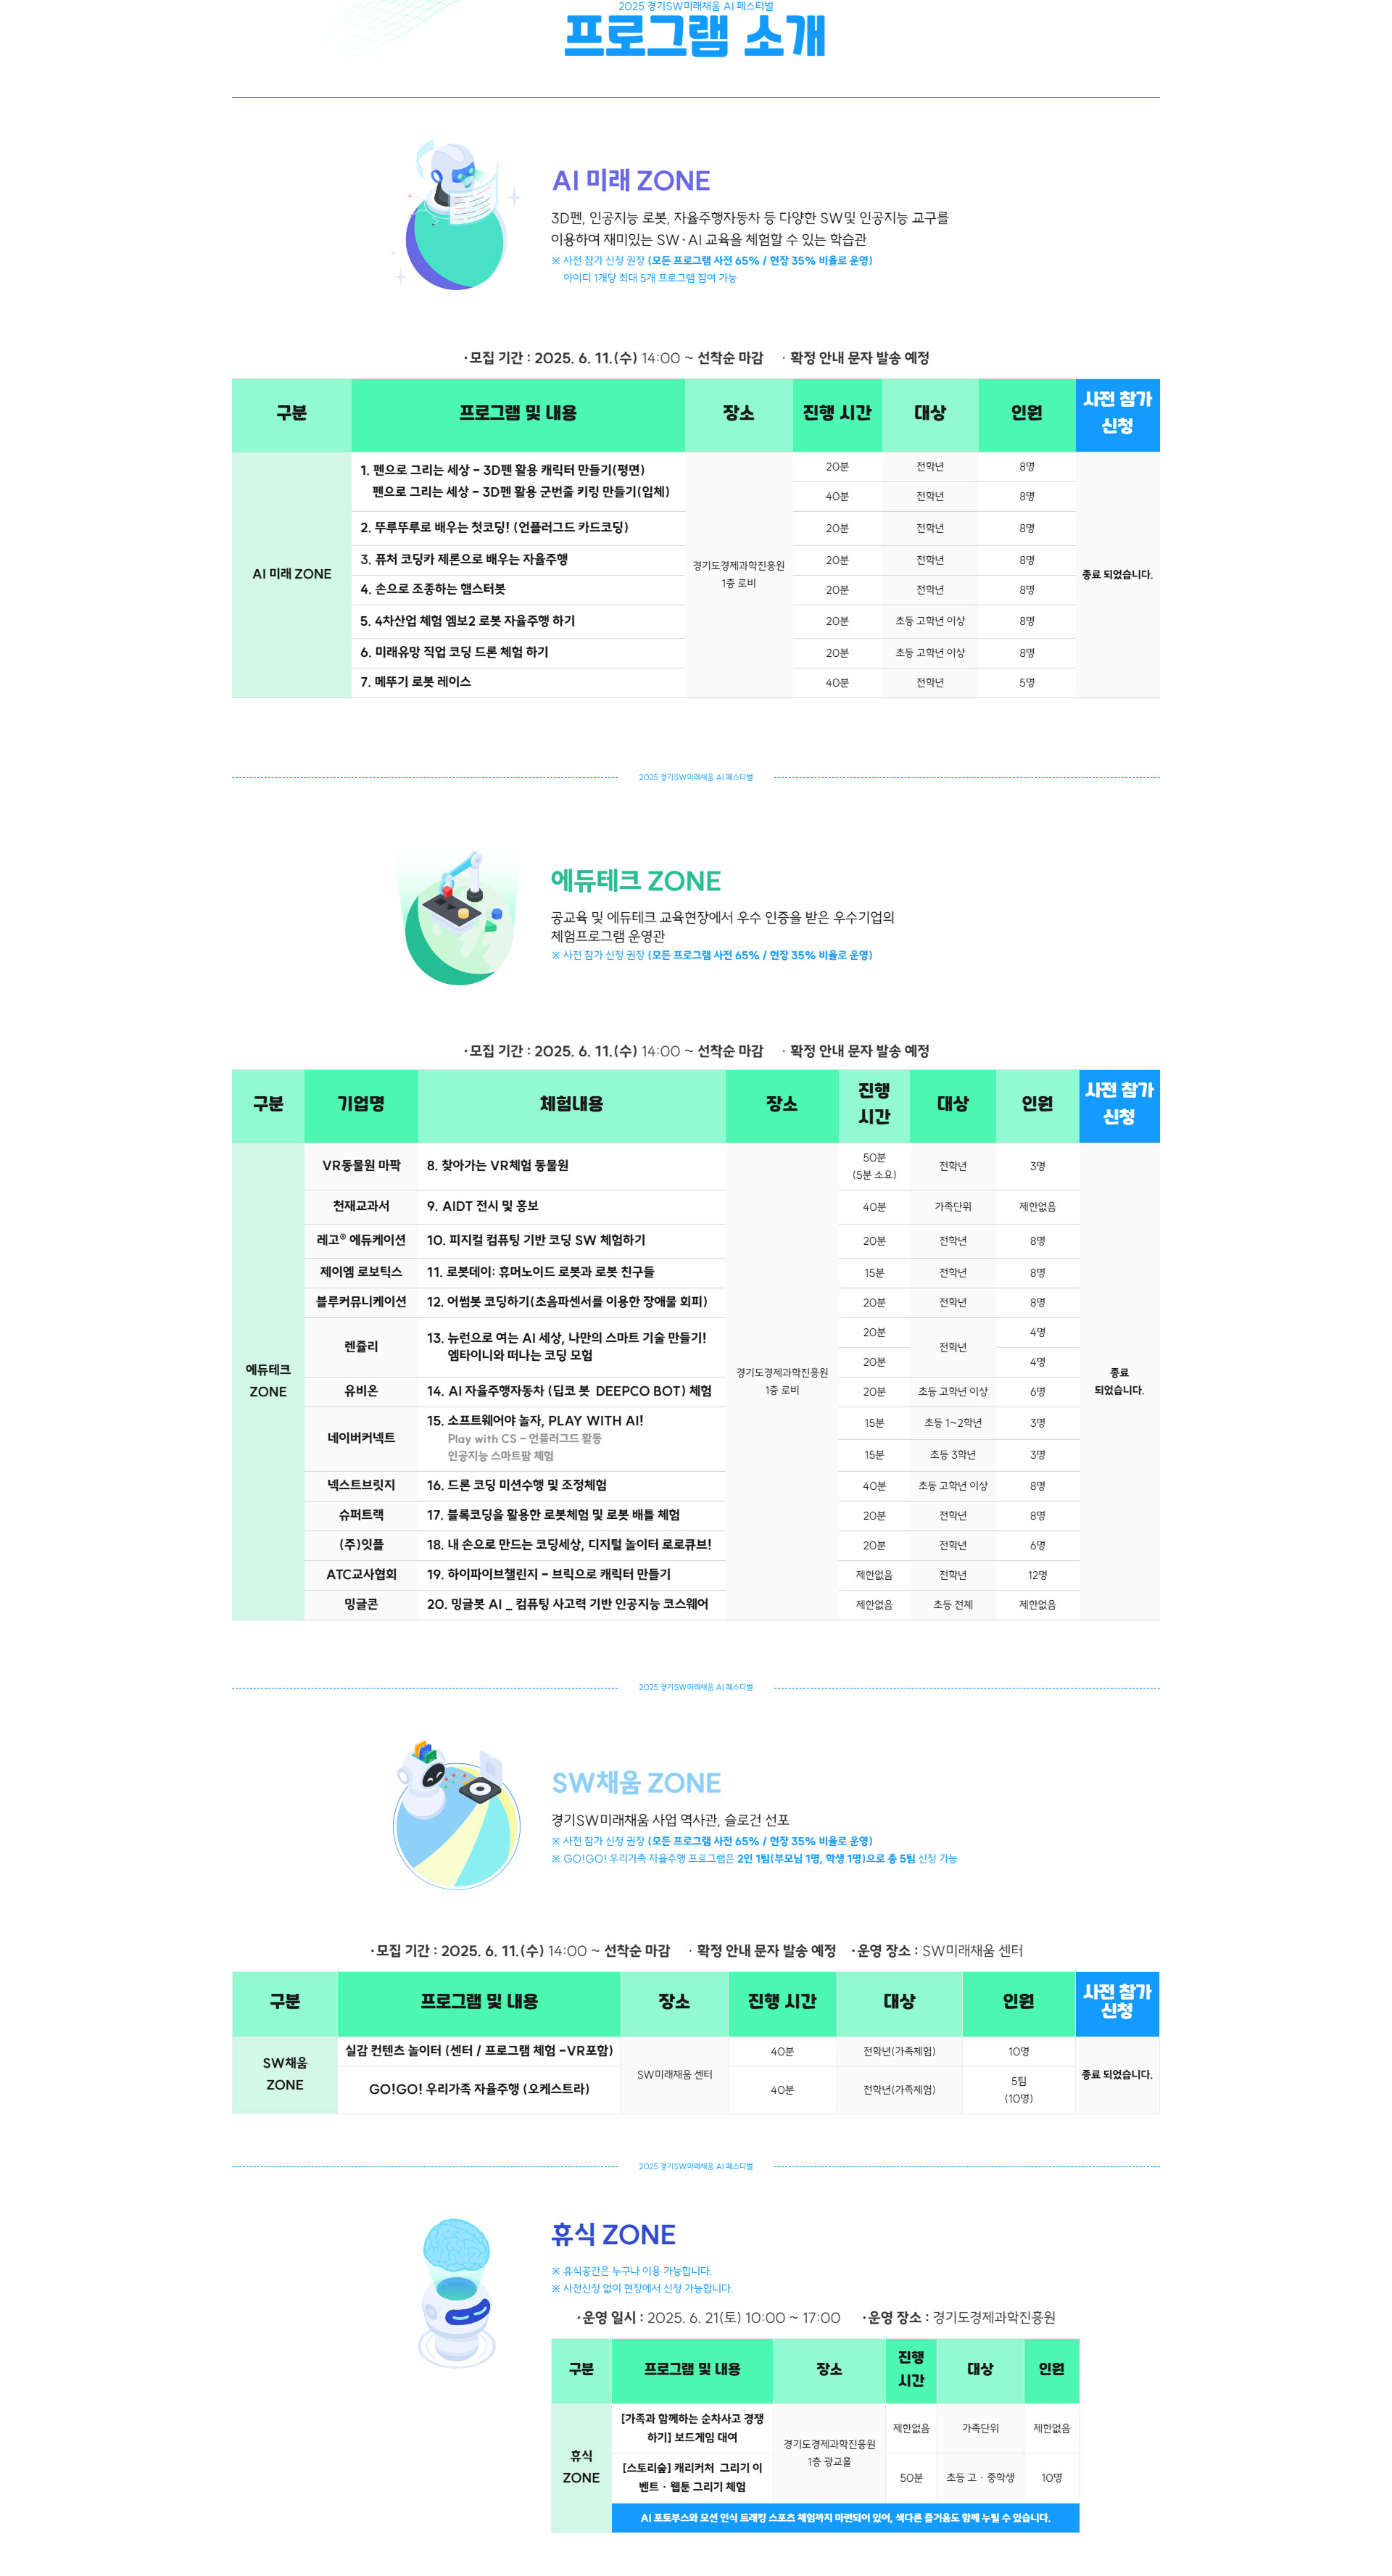 2025 경기SW미래채움 AI 페스티벌
프로그램 소개
AI 미래 ZONE
3D펜, 인공지능 로봇, 자율주행자동차 등 다양한 SW및 인공지능 교구를
이용하여 재미있는 SW·AI 교육을 체험할 수 있는 학습관
※ 사전 참가 신청 권장 (모든 프로그램 사전 65% / 현장 35% 비율로 운영)
아이디 1개당 최대 5개 프로그램 참여 가능
·모집 기간 : 2025. 6. 11.(수) 14:00 ~ 선착순 마감 · 확정 안내 문자 발송 예정
구분 프로그램 및 내용 장소 진행 시간 대상 인원 사전 참가
신청
AI 미래 ZONE
1. 펜으로 그리는 세상 - 3D펜 활용 캐릭터 만들기(평면) 20분 전학년 8명
펜으로 그리는 세상 - 3D펜 활용 군번줄 키링 만들기(입체) 40분 전학년 8명
2. 뚜루뚜루로 배우는 첫코딩! (언플러그드 카드코딩) 20분 전학년 8명
3. 퓨처 코딩카 제론으로 배우는 자율주행 20분 전학년 8명
경기도경제과학진흥원
1층 로비
종료 되었습니다.
4. 손으로 조종하는 햄스터봇 20분 전학년 8명
5. 4차산업 체험 엠보2 로봇 자율주행 하기 20분 초등 고학년 이상 8명
6. 미래유망 직업 코딩 드론 체험 하기 20분 초등 고학년 이상 8명
7. 메뚜기 로봇 레이스 40분 전학년 5명
2025 경기SW미래채움 AI 페스티벌
에듀테크 ZONE
공교육 및 에듀테크 교육현장에서 우수 인증을 받은 우수기업의
체험프로그램 운영관
※ 사전 참가 신청 권장 (모든 프로그램 사전 65% / 현장 35% 비율로 운영)
·모집 기간 : 2025. 6. 11.(수) 14:00 ~ 선착순 마감 · 확정 안내 문자 발송 예정
구분 기업명 체험내용 장소 진행
시간 대상 인원 사전 참가
신청
에듀테크
ZONE
VR동물원 마팍 8. 찾아가는 VR체험 동물원 50분
(5분 소요) 전학년 3명
천재교과서 9. AIDT 전시 및 홍보 40분 가족단위 제한없음
레고® 에듀케이션 10. 피지컬 컴퓨팅 기반 코딩 SW 체험하기 20분 전학년 8명
제이엠 로보틱스 11. 로봇데이: 휴머노이드 로봇과 로봇 친구들 15분 전학년 8명
블루커뮤니케이션 12. 어썸봇 코딩하기(초음파센서를 이용한 장애물 회피) 20분 전학년 8명
렌쥴리 13. 뉴런으로 여는 AI 세상, 나만의 스마트 기술 만들기! 20분 전학년 4명
엠타이니와 떠나는 코딩 모험 20분 4명
경기도경제과학진흥원
1층 로비
종료
되었습니다.
유비온 14. AI 자율주행자동차 (딥코 봇 DEEPCO BOT) 체험 20분 초등 고학년 이상 6명
네이버커넥트 15. 소프트웨어야 놀자, PLAY WITH AI! 15분 초등 1~2학년 3명
Play with CS - 언플러그드 활동
인공지능 스마트팜 체험 15분 초등 3학년 3명
넥스트브릿지 16. 드론 코딩 미션수행 및 조정체험 40분 초등 고학년 이상 8명
슈퍼트랙 17. 블록코딩을 활용한 로봇체험 및 로봇 배틀 체험 20분 전학년 8명
(주)잇플 18. 내 손으로 만드는 코딩세상, 디지털 놀이터 로로큐브! 20분 전학년 6명
ATC교사협회 19. 하이파이브챌린지 - 브릭으로 캐릭터 만들기 제한없음 전학년 12명
밍글콘 20. 밍글봇 AI _ 컴퓨팅 사고력 기반 인공지능 코스웨어 제한없음 초등 전체 제한없음
2025 경기SW미래채움 AI 페스티벌
SW채움 ZONE
경기SW미래채움 사업 역사관, 슬로건 선포
※ 사전 참가 신청 권장 (모든 프로그램 사전 65% / 현장 35% 비율로 운영)
※ GO!GO! 우리가족 자율주행 프로그램은 2인 1팀(부모님 1명, 학생 1명)으로 총 5팀 신청 가능
·모집 기간 : 2025. 6. 11.(수) 14:00 ~ 선착순 마감 · 확정 안내 문자 발송 예정 ·운영 장소 : SW미래채움 센터
구분 프로그램 및 내용 장소 진행 시간 대상 인원 사전 참가
신청
SW채움
ZONE
실감 컨텐츠 놀이터 (센터 / 프로그램 체험 -VR포함) 40분 전학년(가족체험) 10명
SW미래채움 센터
종료 되었습니다.
GO!GO! 우리가족 자율주행 (오케스트라) 40분 전학년(가족체험) 5팀
(10명)
2025 경기SW미래채움 AI 페스티벌
휴식 ZONE
※ 휴식공간은 누구나 이용 가능합니다.
※ 사전신청 없이 현장에서 신청 가능합니다.
·운영 일시 : 2025. 6. 21(토) 10:00 ~ 17:00 ·운영 장소 : 경기도경제과학진흥원
구분 프로그램 및 내용 장소 진행
시간 대상 인원
휴식
ZONE
[가족과 함께하는 순차사고 경쟁
하기] 보드게임 대여 제한없음 가족단위 제한없음
경기도경제과학진흥원
1층 광교홀
[스토리숲] 캐리커처 그리기 이
벤트 · 웹툰 그리기 체험 50분 초등 고 · 중학생 10명
AI 포토부스와 모션 인식 트래킹 스포츠 체험까지 마련되어 있어, 색다른 즐거움도 함께 누릴 수 있습니다.